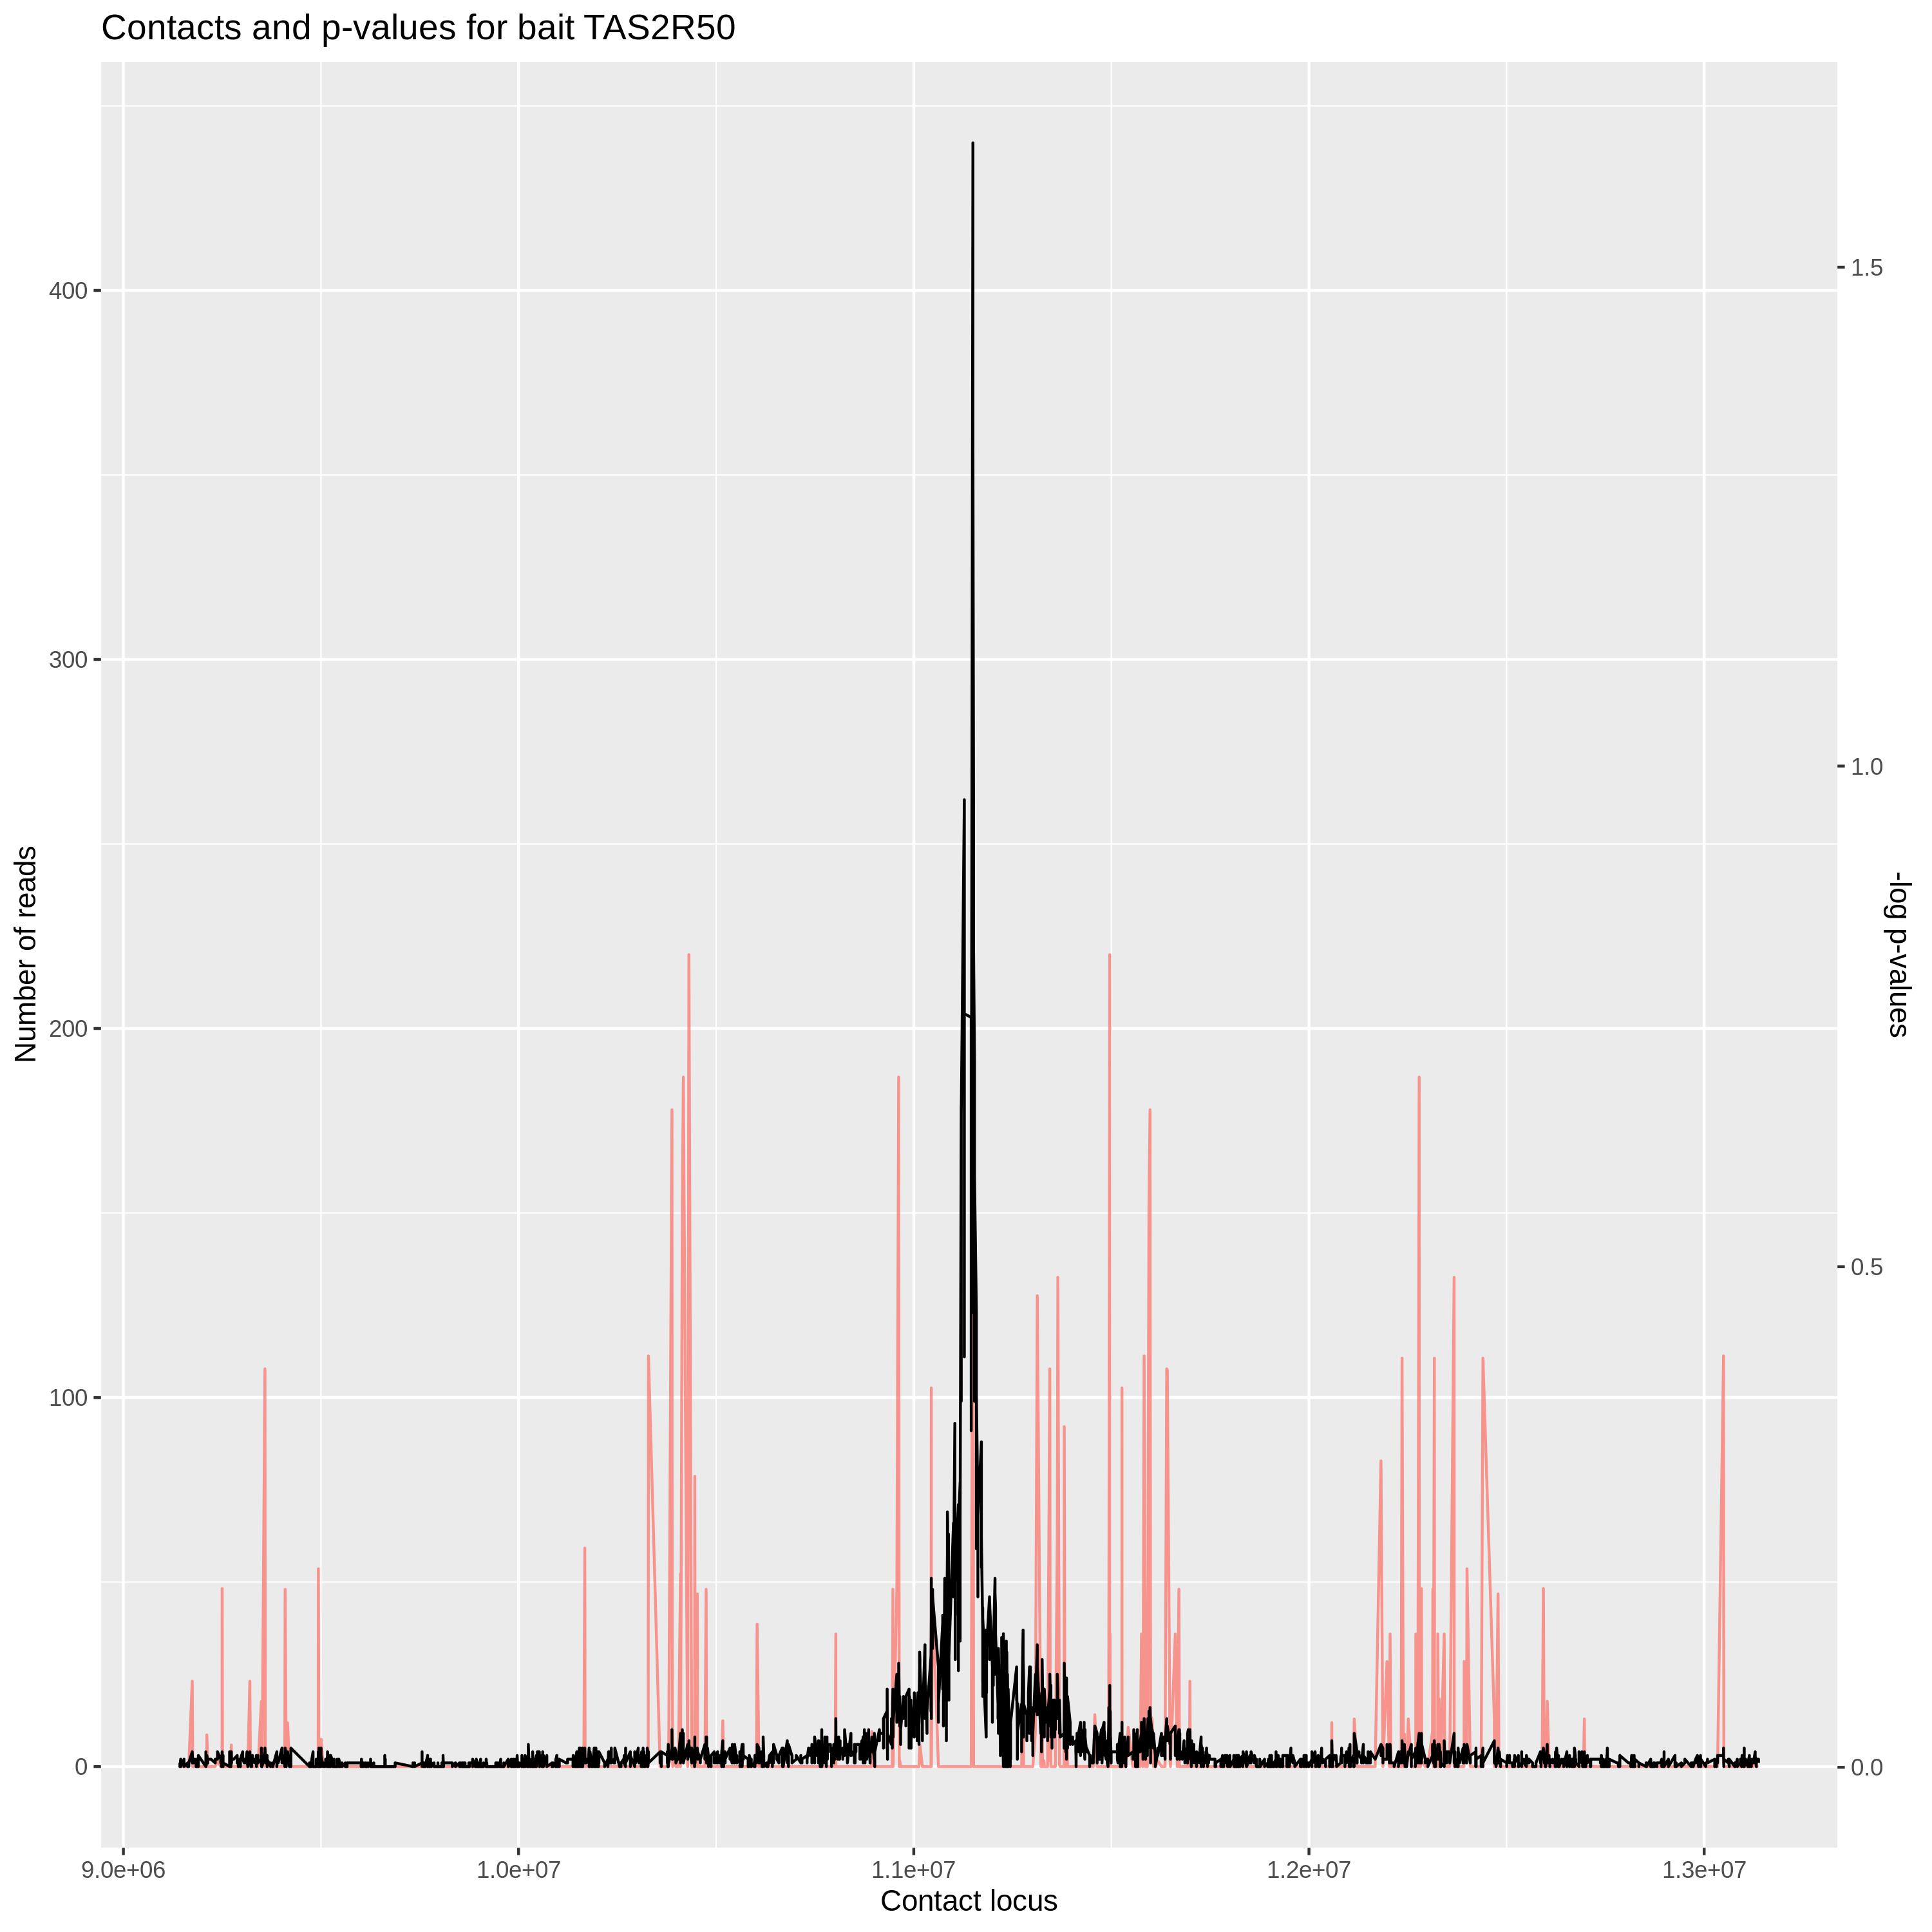 Contacts and p-values for bait TAS2R50
400
300
200
100
0
Number of reads
1.5
1.0
0.5
0.0
-log p-values
9.0e+06
1.0e+07
1.1e+07
1.2e+07
1.3e+07
Contact locus